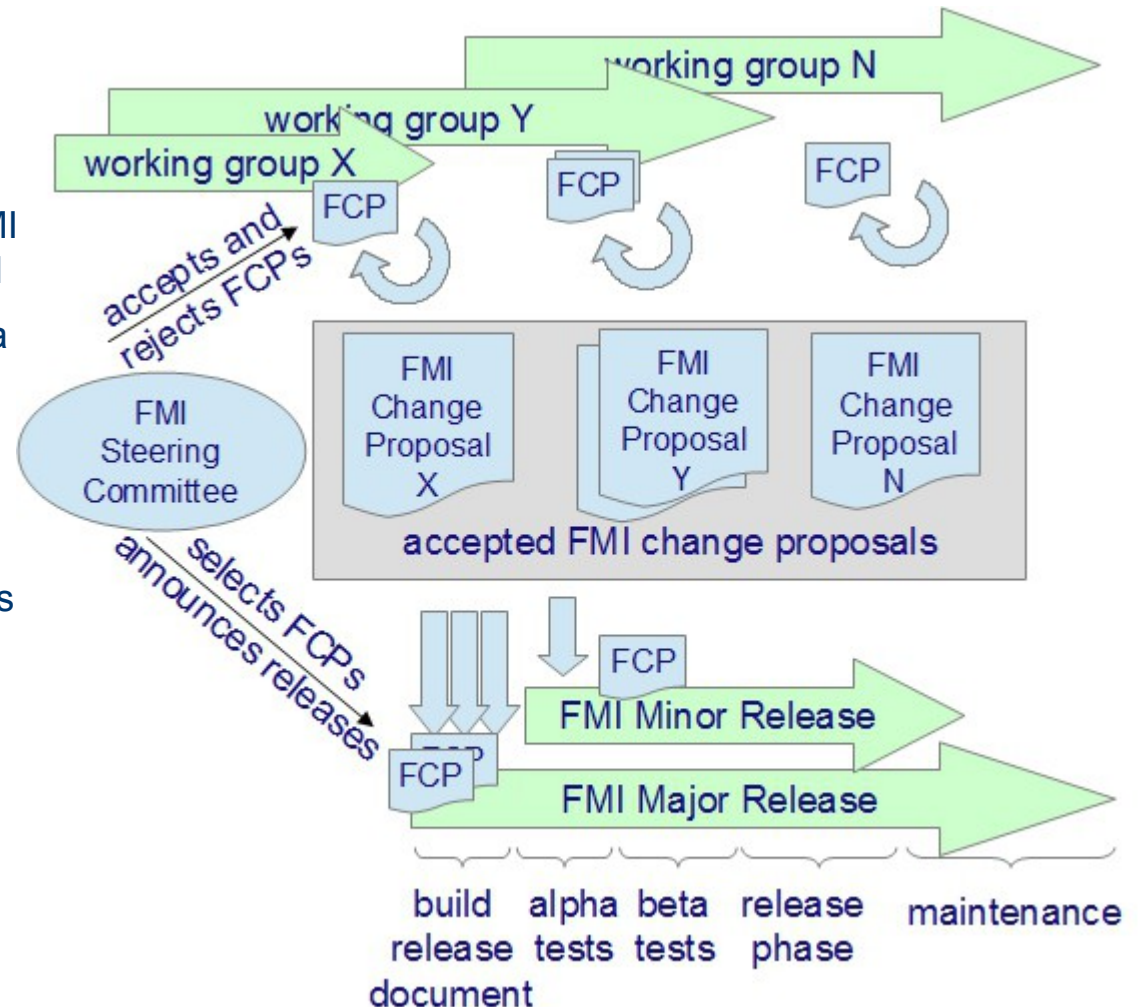 working group N
working group Y
working group X
FCP
FCP
FCP
accepts and
rejects FCPs
FMI
Steering
Committee
FMI
Change
Proposal
X
FMI
Change
Proposal
Y
FMI
Change
Proposal
N
accepted FMI change proposals
selects FCPs
announces releases
FCP
FMI Minor Release
FCP
FMI Major Release
build
release
document
alpha
tests
beta
tests
release
phase
maintenance